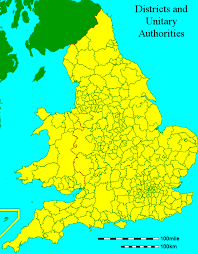 Districts and
Unitary
Authorities
100mile
100km